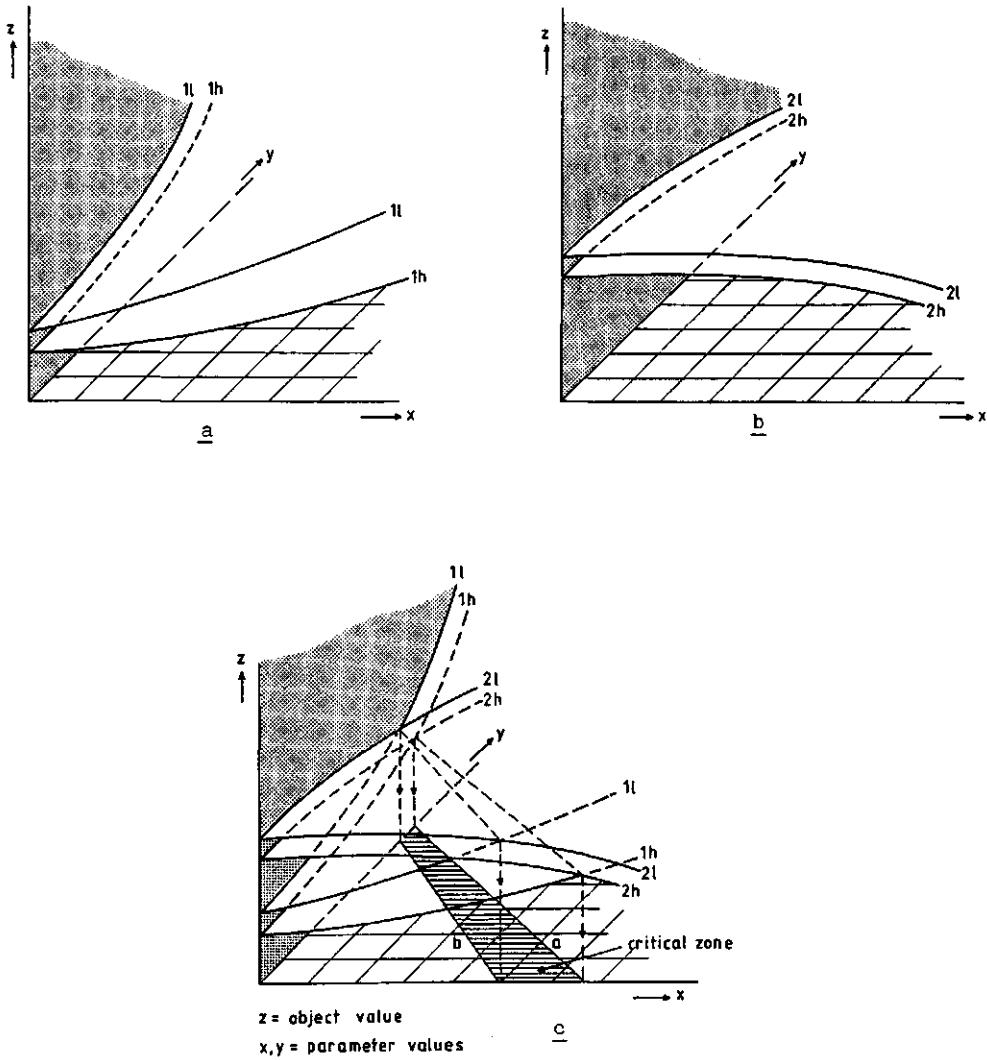 z
1l 1h
y
1l
1h
x
a
z
2l
2h
y
2l
2h
x
b
1l
1h
z
2l
2h
y
1l
1h
2l
2h
b a
critical zone
x
z = object value
c
x,y = parameter values